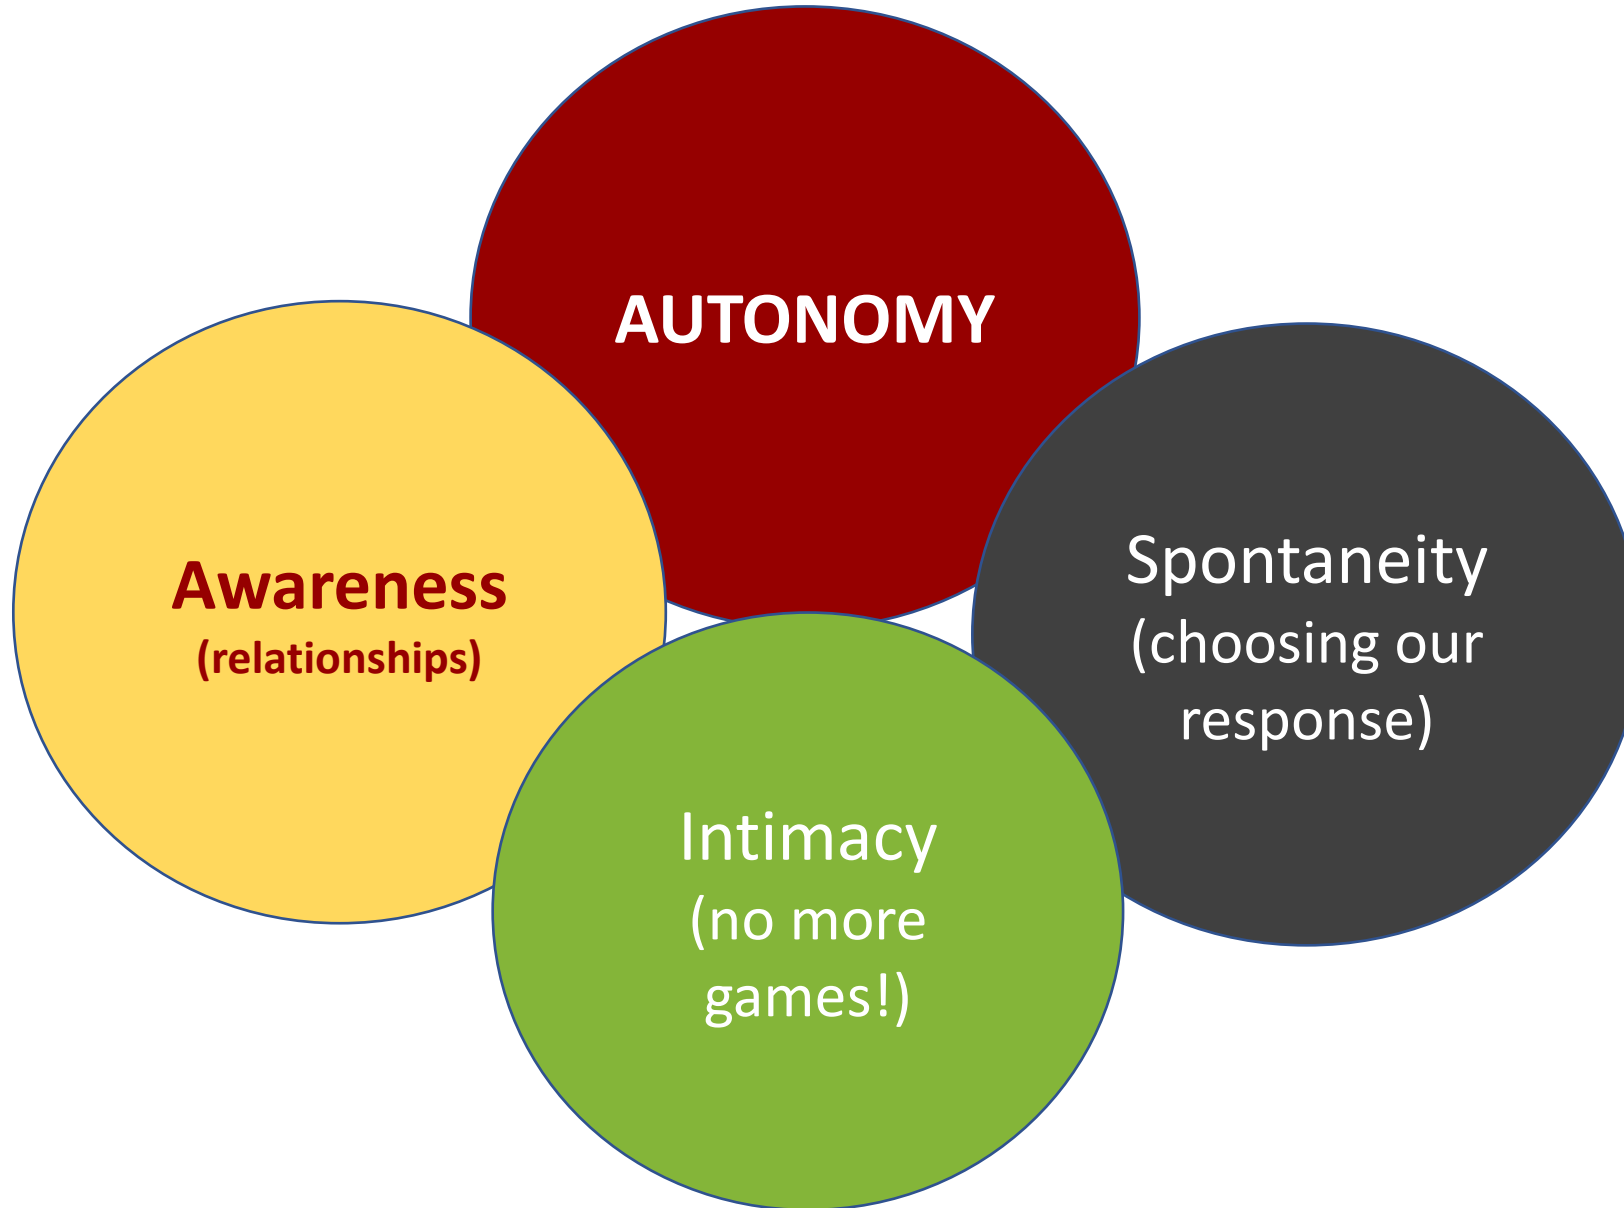 AUTONOMY
Awareness
(relationships)
Spontaneity
(choosing our
response)
Intimacy
(no more
games!)